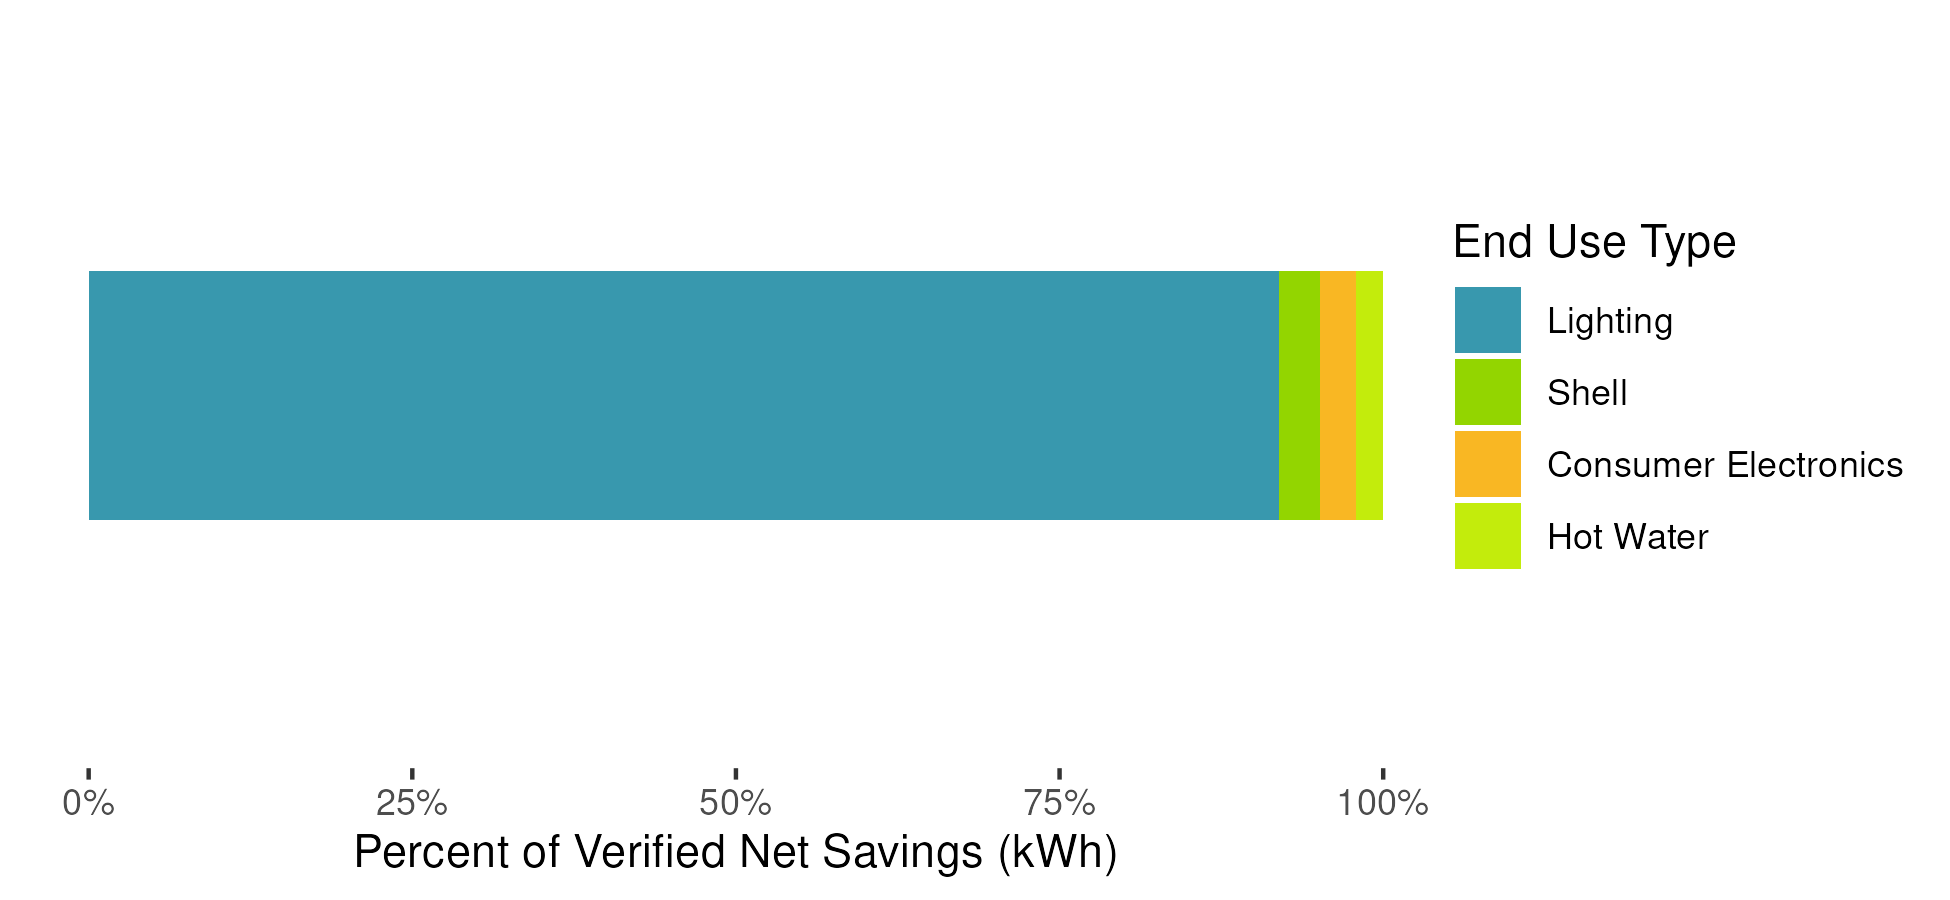 End Use Type
Lighting
Shell
Consumer Electronics
Hot Water
0% 25% 50% 75% 100%
Percent of Verified Net Savings (kWh)